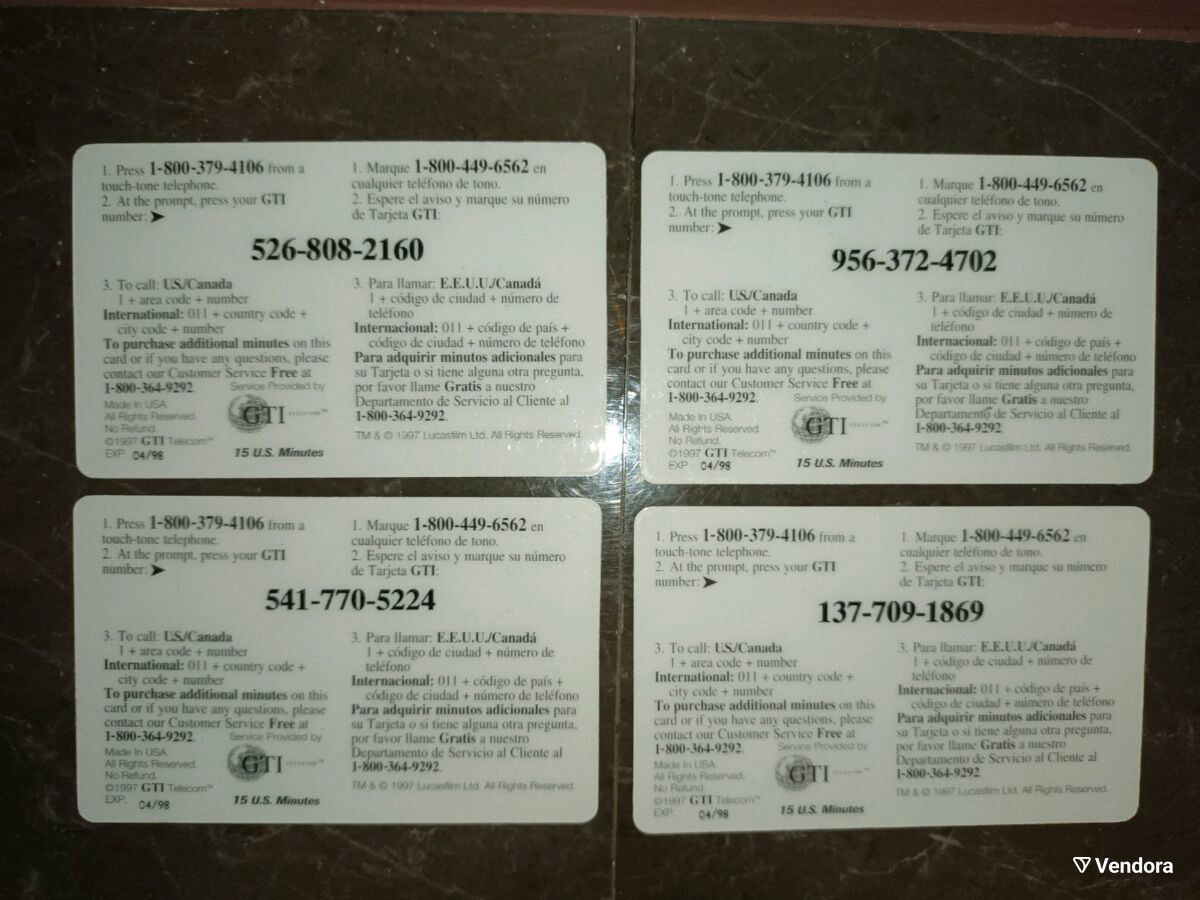 1. Press 1-800-379-4106 from a
touch-tone telephone.
2. At the prompt, press your GTI
number: ➤
1. Marque 1-800-449-6562 en
cualquier teléfono de tono.
2. Espere el aviso y marque su número
de Tarjeta GTI:
526-808-2160
3. To call: US/Canada
1 + area code + number
International: 011 + country code +
city code + number
To purchase additional minutes on this
card or if you have any questions, please
contact our Customer Service Free at
1-800-364-9292.
Service Provided by
GTI TELECOM™
Made in USA.
All Rights Reserved.
No Refund.
©1997 GTI Telecom™
EXP. 04/98
15 U.S. Minutes
3. Para llamar: E.E.U.U./Canadá
1 + código de ciudad + número de
teléfono
Internacional: 011 + código de país +
código de ciudad + número de teléfono
Para adquirir minutos adicionales para
su Tarjeta o si tiene alguna otra pregunta,
por favor llame Gratis a nuestro
Departamento de Servicio al Cliente al
1-800-364-9292.
TM & © 1997 Lucasfilm Ltd. All Rights Reserved.
1. Press 1-800-379-4106 from a
touch-tone telephone.
2. At the prompt, press your GTI
number: ➤
1. Marque 1-800-449-6562 en
cualquier teléfono de tono.
2. Espere el aviso y marque su número
de Tarjeta GTI:
956-372-4702
3. To call: US/Canada
1 + area code + number
International: 011 + country code +
city code + number
To purchase additional minutes on this
card or if you have any questions, please
contact our Customer Service Free at
1-800-364-9292.
Service Provided by
GTI TELECOM™
Made in USA.
All Rights Reserved.
No Refund.
©1997 GTI Telecom™
EXP. 04/98
15 U.S. Minutes
3. Para llamar: E.E.U.U./Canadá
1 + código de ciudad + número de
teléfono
Internacional: 011 + código de país +
código de ciudad + número de teléfono
Para adquirir minutos adicionales para
su Tarjeta o si tiene alguna otra pregunta,
por favor llame Gratis a nuestro
Departamento de Servicio al Cliente al
1-800-364-9292.
TM & © 1997 Lucasfilm Ltd. All Rights Reserved.
1. Press 1-800-379-4106 from a
touch-tone telephone.
2. At the prompt, press your GTI
number: ➤
1. Marque 1-800-449-6562 en
cualquier teléfono de tono.
2. Espere el aviso y marque su número
de Tarjeta GTI:
541-770-5224
3. To call: US/Canada
1 + area code + number
International: 011 + country code +
city code + number
To purchase additional minutes on this
card or if you have any questions, please
contact our Customer Service Free at
1-800-364-9292.
Service Provided by
GTI TELECOM™
Made in USA.
All Rights Reserved.
No Refund.
©1997 GTI Telecom™
EXP. 04/98
15 U.S. Minutes
3. Para llamar: E.E.U.U./Canadá
1 + código de ciudad + número de
teléfono
Internacional: 011 + código de país +
código de ciudad + número de teléfono
Para adquirir minutos adicionales para
su Tarjeta o si tiene alguna otra pregunta,
por favor llame Gratis a nuestro
Departamento de Servicio al Cliente al
1-800-364-9292.
TM & © 1997 Lucasfilm Ltd. All Rights Reserved.
1. Press 1-800-379-4106 from a
touch-tone telephone.
2. At the prompt, press your GTI
number: ➤
1. Marque 1-800-449-6562 en
cualquier teléfono de tono.
2. Espere el aviso y marque su número
de Tarjeta GTI:
137-709-1869
3. To call: US/Canada
1 + area code + number
International: 011 + country code +
city code + number
To purchase additional minutes on this
card or if you have any questions, please
contact our Customer Service Free at
1-800-364-9292.
Service Provided by
GTI TELECOM™
Made in USA.
All Rights Reserved.
No Refund.
©1997 GTI Telecom™
EXP. 04/98
15 U.S. Minutes
3. Para llamar: E.E.U.U./Canadá
1 + código de ciudad + número de
teléfono
Internacional: 011 + código de país +
código de ciudad + número de teléfono
Para adquirir minutos adicionales para
su Tarjeta o si tiene alguna otra pregunta,
por favor llame Gratis a nuestro
Departamento de Servicio al Cliente al
1-800-364-9292.
TM & © 1997 Lucasfilm Ltd. All Rights Reserved.
Vendora